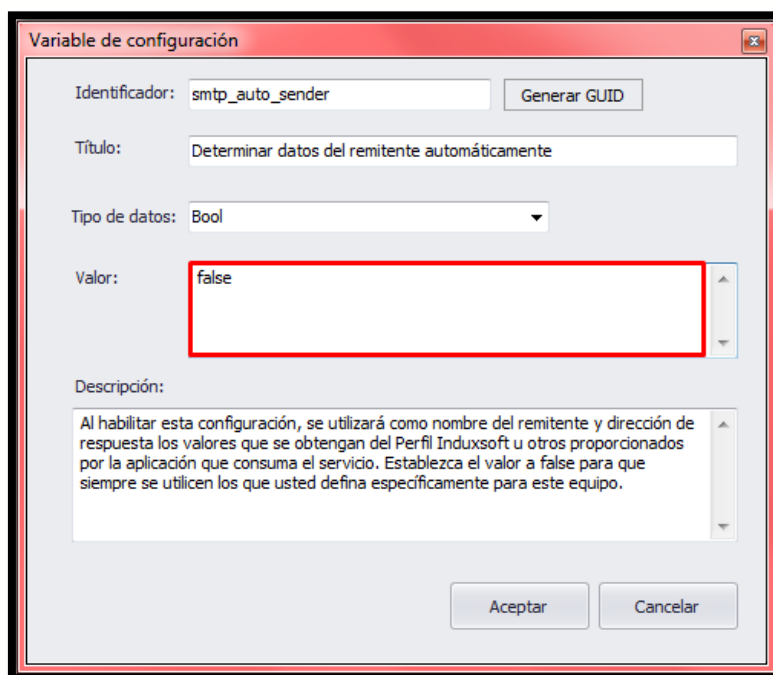 Variable de configuración
Identificador: smtp_auto_sender Generar GUID
Título: Determinar datos del remitente automáticamente
Tipo de datos: Bool
Valor: false
Descripción:
Al habilitar esta configuración, se utilizará como nombre del remitente y dirección de
respuesta los valores que se obtengan del Perfil Induxsoft u otros proporcionados
por la aplicación que consuma el servicio. Establezca el valor a false para que
siempre se utilicen los que usted defina específicamente para este equipo.
Aceptar Cancelar